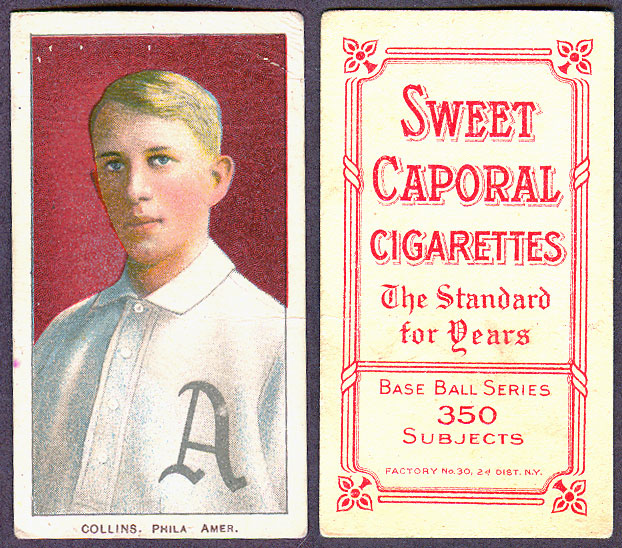 A
COLLINS. PHILA AMER.
SWEET
CAPORAL
CIGARETTES
The Standard
for Years
BASE BALL SERIES
350
SUBJECTS
FACTORY No. 30, 2d DIST. N.Y.